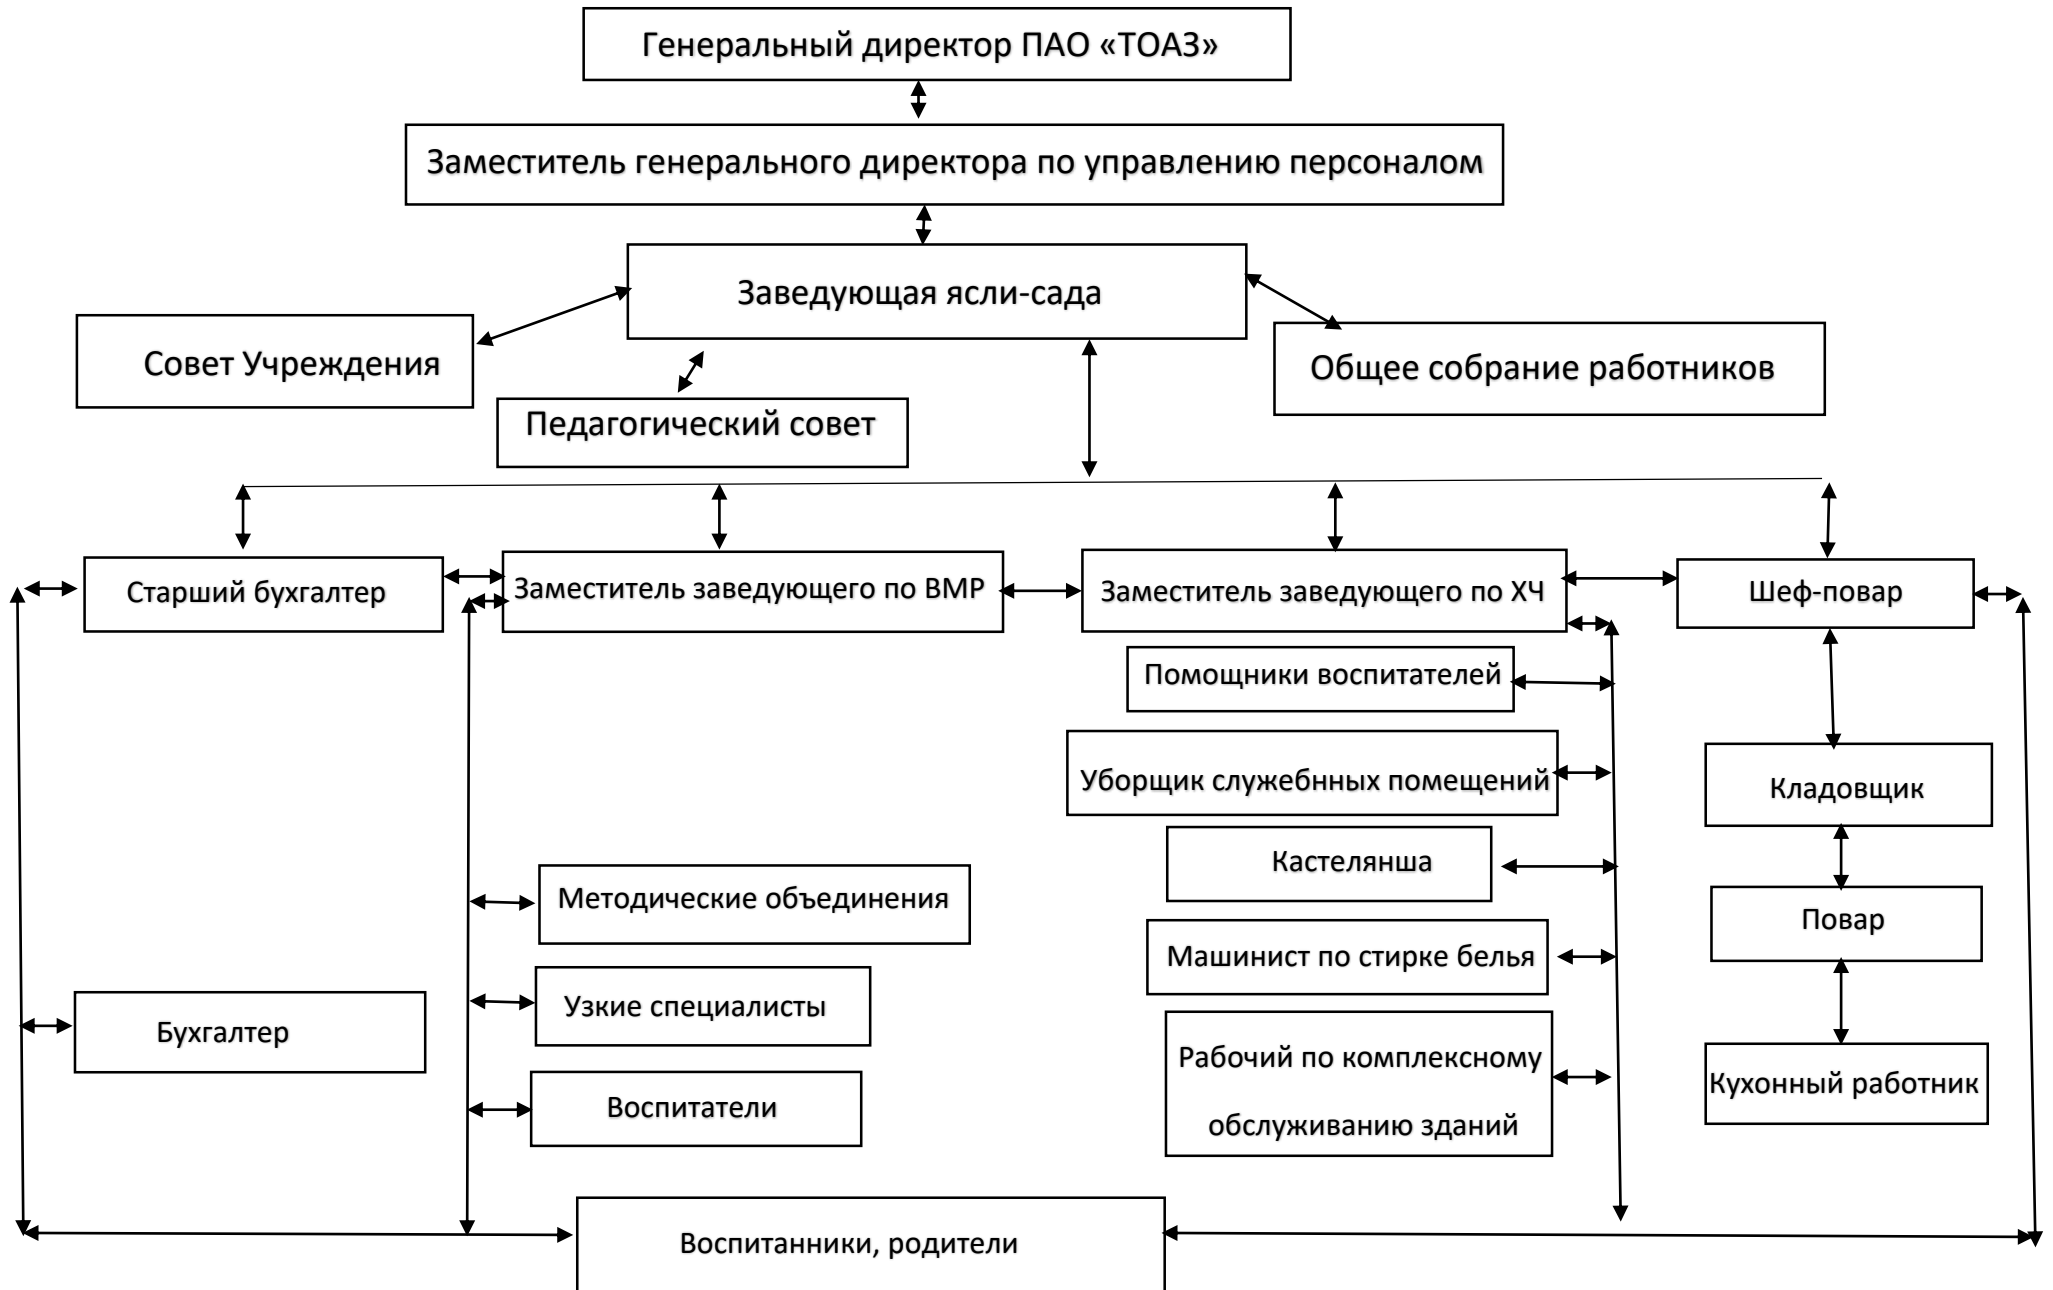 Генеральный директор ПАО «ТОАЗ»
Заместитель генерального директора по управлению персоналом
Заведующая ясли-сада
Совет Учреждения
Общее собрание работников
Педагогический совет
Старший бухгалтер
Заместитель заведующего по ВМР
Заместитель заведующего по ХЧ
Шеф-повар
Помощники воспитателей
Уборщик служебнных помещений
Кладовщик
Кастелянша
Методические объединения
Повар
Машинист по стирке белья
Узкие специалисты
Бухгалтер
Рабочий по комплексному
обслуживанию зданий
Кухонный работник
Воспитатели
Воспитанники, родители